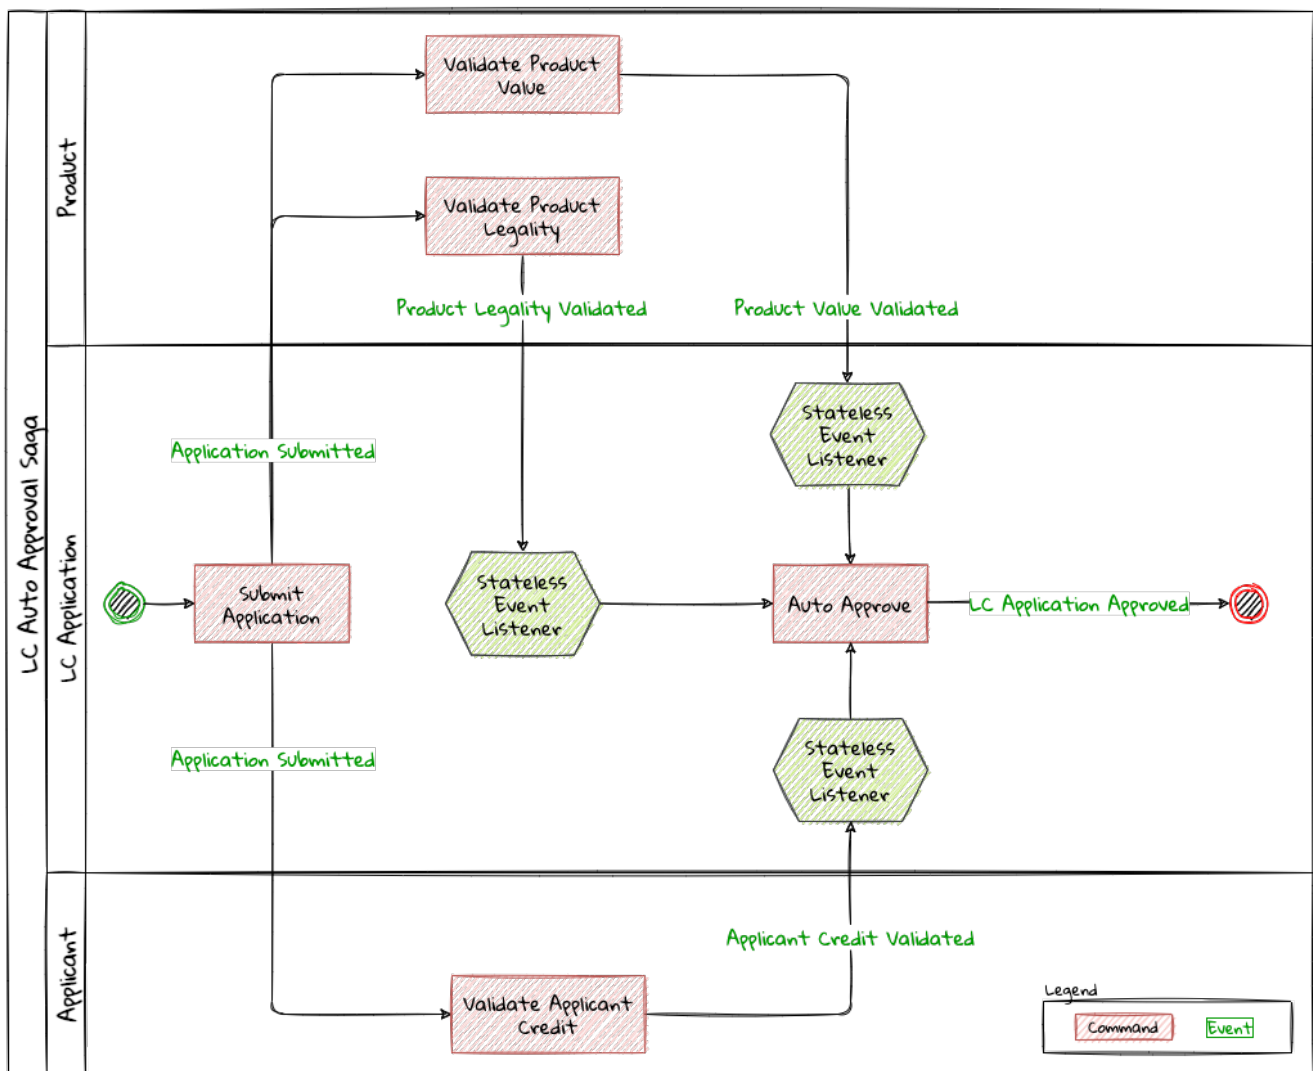 LC Auto Approval Saga
Product
Validate Product
Value
Validate Product
Legality
Product Legality Validated
Product Value Validated
LC Application
Application Submitted
Stateless
Event
Listener
Submit
Application
Stateless
Event
Listener
Auto Approve
LC Application Approved
Application Submitted
Stateless
Event
Listener
Applicant
Applicant Credit Validated
Validate Applicant
Credit
Legend
Command
Event